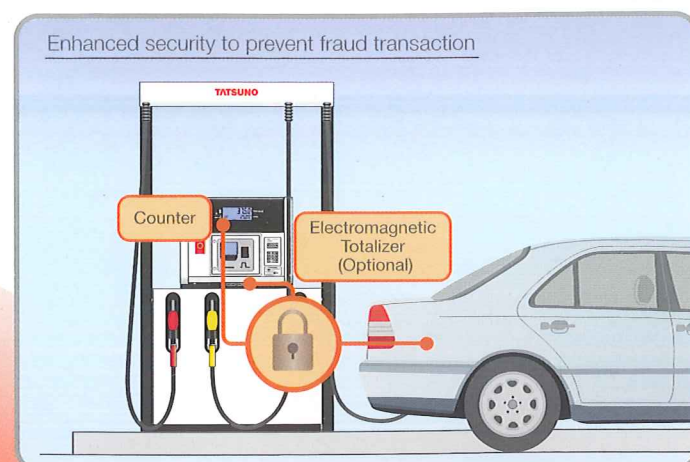 Enhanced security to prevent fraud transaction
TATSUNO
Counter
Electromagnetic
Totalizer
(Optional)